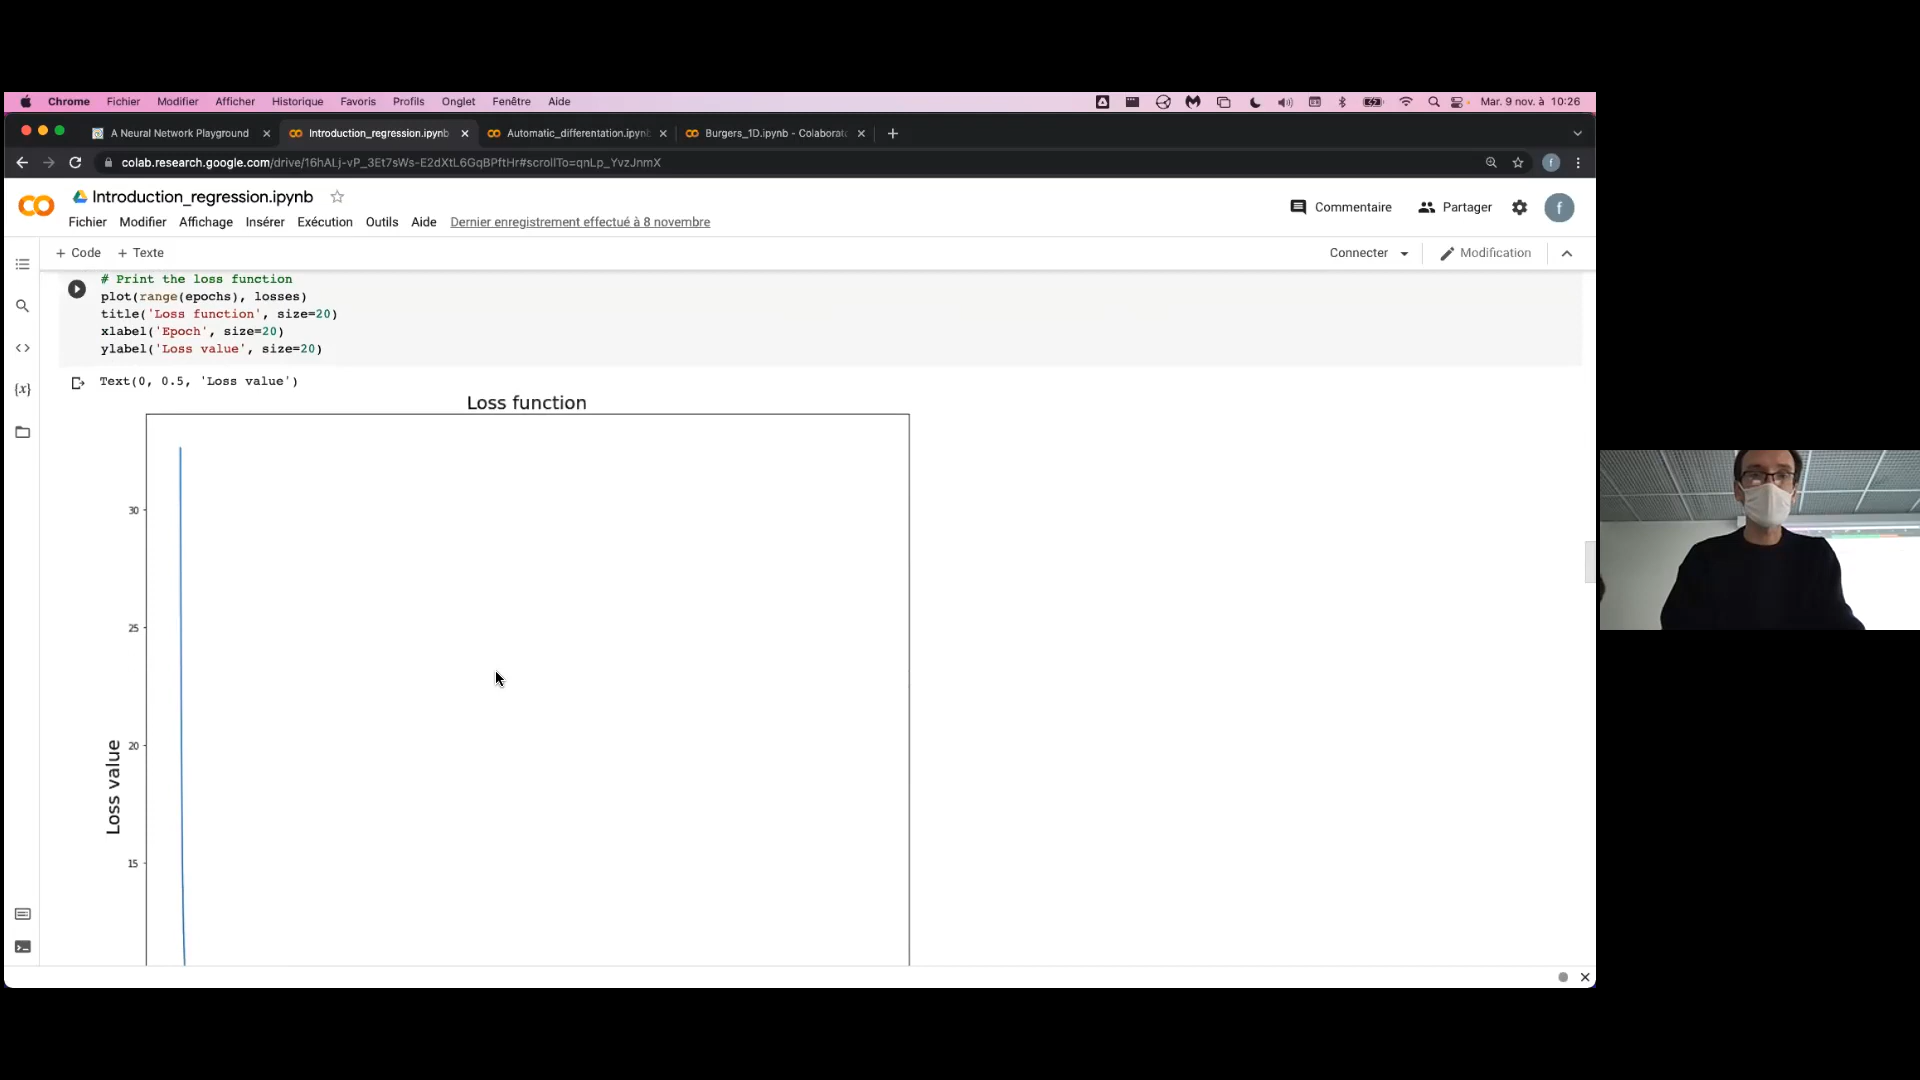 Chrome Fichier Modifier Afficher Historique Favoris Profils Onglet Fenêtre Aide Mar. 9 nov. à 10:26
A Neural Network Playground Introduction_regression.ipynb Automatic_differentation.ipynb Burgers_1D.ipynb - Colaborato
colab.research.google.com/drive/16hALj-vP_3Et7sWs-E2dXtL6GqBPftHr#scrollTo=qnLp_YvzJnmX
Introduction_regression.ipynb
Commentaire Partager f
Fichier Modifier Affichage Insérer Exécution Outils Aide Dernier enregistrement effectué à 8 novembre
+ Code + Texte Connecter Modification
# Print the loss function
plot(range(epochs), losses)
title('Loss function', size=20)
xlabel('Epoch', size=20)
ylabel('Loss value', size=20)
Text(0, 0.5, 'Loss value')
Loss function
30
25
20
15
Loss value